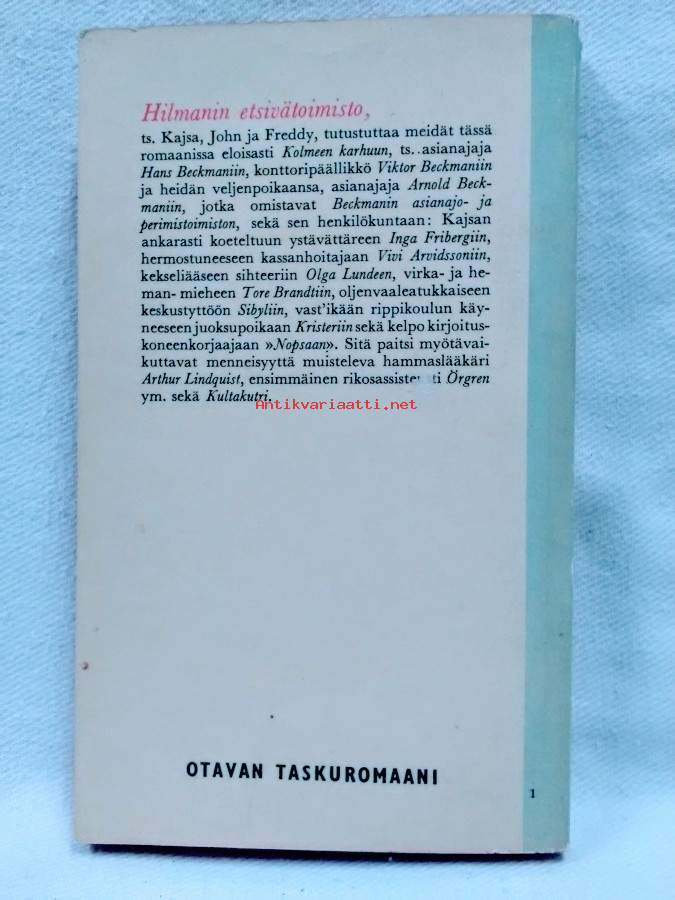 Hilmanin etsivätoimisto,
ts. Kajsa, John ja Freddy, tutustuttaa meidät tässä
romaanissa eloisasti Kolmeen karhuun, ts. . asianajaja
Hans Beckmaniin, konttoripäällikkö Viktor Beckmaniin
ja heidän veljenpoikaansa, asianajaja Arnold Beck-
maniin, jotka omistavat Beckmanin asianajo- ja
perimistoimiston, sekä sen henkilökuntaan: Kajsan
ankarasti koeteltuun ystävättäreen Inga Fribergiin,
hermostuneeseen kassanhoitajaan Vivi Arvidssoniin,
kekseliääseen sihteeriin Olga Lundeen, virka- ja he-
man- mieheen Tore Brandtiin, oljenvaaleatukkaiseen
keskustyttöön Sibyliin, vast'ikään rippikoulun käy-
neeseen juoksupoikaan Kristeriin sekä kelpo kirjoitus-
koneenkorjaajaan »Nopsaan». Sitä paitsi myötävai-
kuttavat menneisyyttä muisteleva hammaslääkäri
Arthur Lindquist, ensimmäinen rikosassiste ti Örgren
ym. sekä Kultakutri.
Antikvariaatti.net
OTAVAN TASKUROMAANI
1